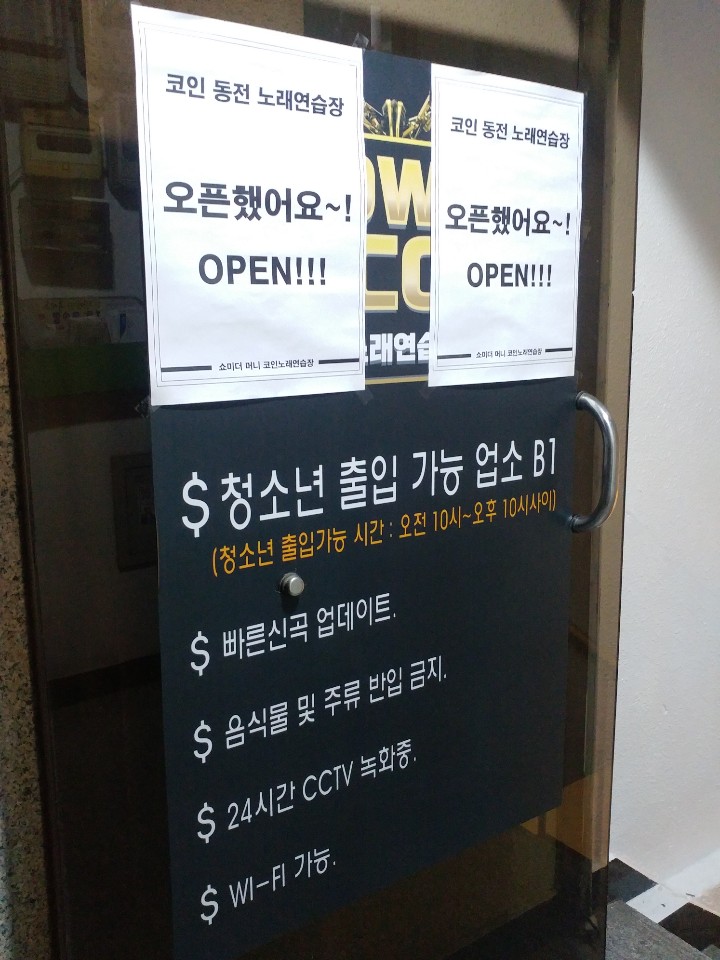 코인 동전 노래연습장
오픈했어요~!
OPEN!!!
쇼미더 머니 코인노래연습장
코인 동전 노래연습장
오픈했어요~!
OPEN!!!
쇼미더 머니 코인노래연습장
OW
CO
노래연습
$ 청소년 출입 가능 업소 B1
(청소년 출입가능 시간 : 오전 10시~오후 10시사이)
$ 빠른신곡 업데이트.
$ 음식물 및 주류 반입 금지.
$ 24시간 CCTV 녹화중.
$ WI-FI 가능.